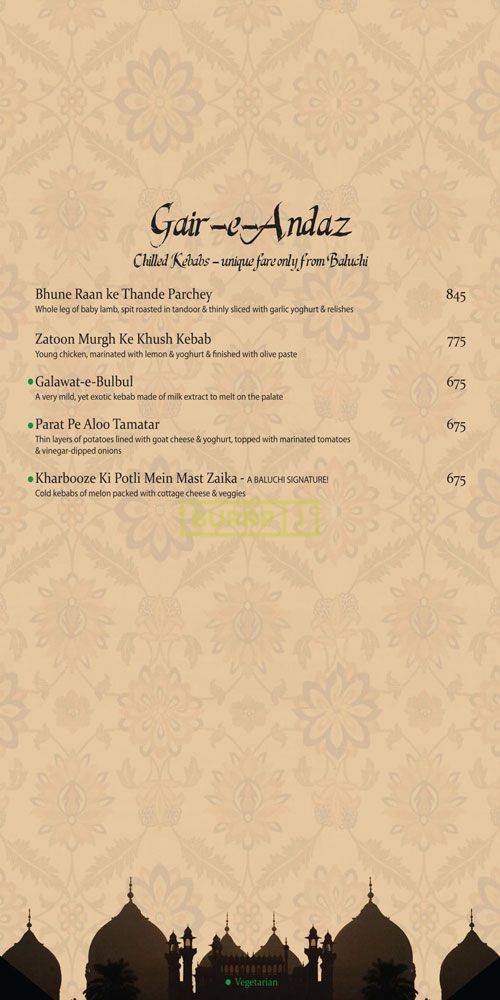 Gair-e-Andaz
Chilled Kebabs – unique fare only from Baluchi
Bhune Raan ke Thande Parchey 845
Whole leg of baby lamb, spit roasted in tandoor & thinly sliced with garlic yoghurt & relishes
Zatoon Murgh Ke Khush Kebab 775
Young chicken, marinated with lemon & yoghurt & finished with olive paste
Galawat-e-Bulbul 675
A very mild, yet exotic kebab made of milk extract to melt on the palate
Parat Pe Aloo Tamatar 675
Thin layers of potatoes lined with goat cheese & yoghurt, topped with marinated tomatoes
& vinegar-dipped onions
Kharbooze Ki Potli Mein Mast Zaika - A BALUCHI SIGNATURE! 675
Cold kebabs of melon packed with cottage cheese & veggies
BURRP
Vegetarian